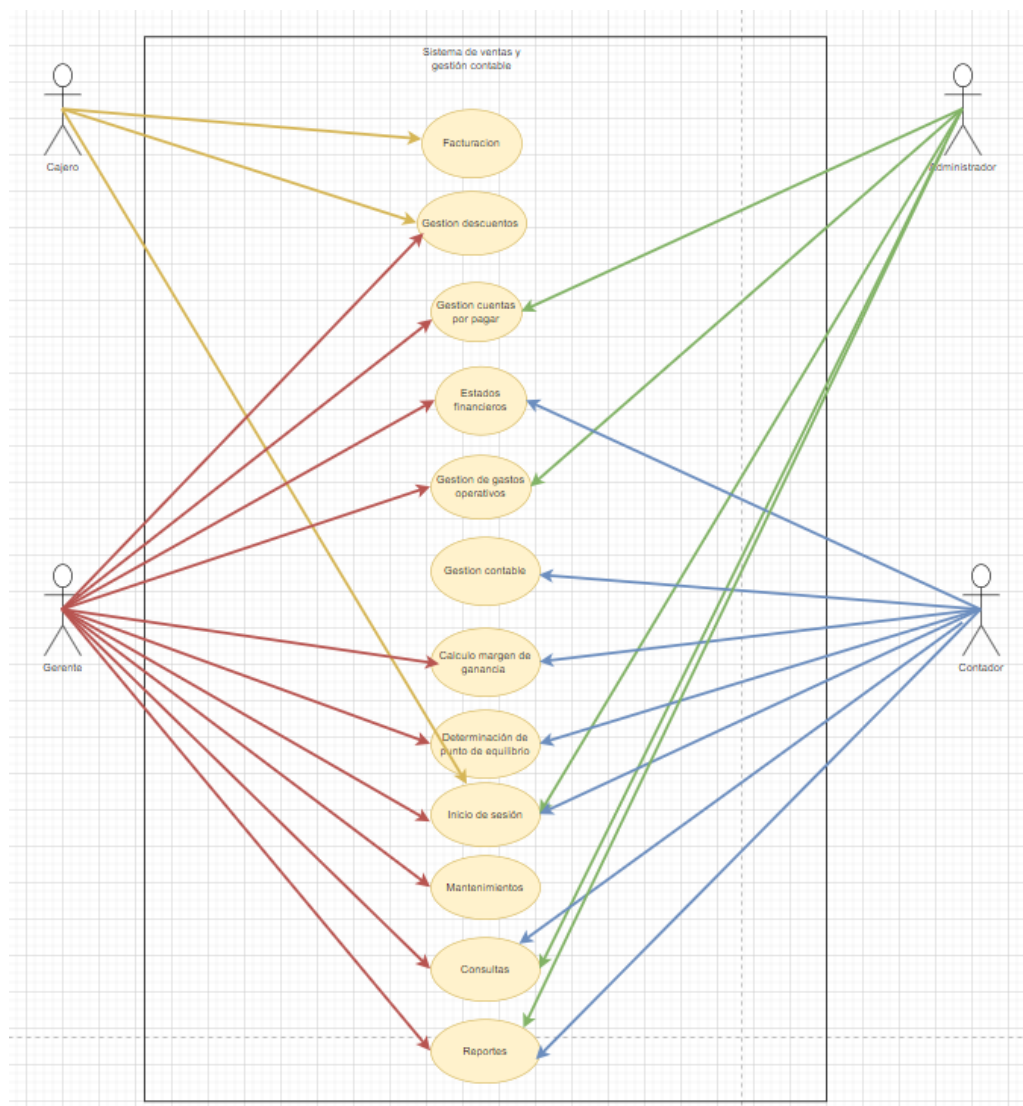 Sistema de ventas y
gestión contable
Cajero
Administrador
Facturacion
Gestion descuentos
Gestion cuentas
por pagar
Estados
financieros
Gestion de gastos
operativos
Gestion contable
Gerente
Contador
Calculo margen de
ganancia
Determinación de
punto de equilibrio
Inicio de sesión
Mantenimientos
Consultas
Reportes